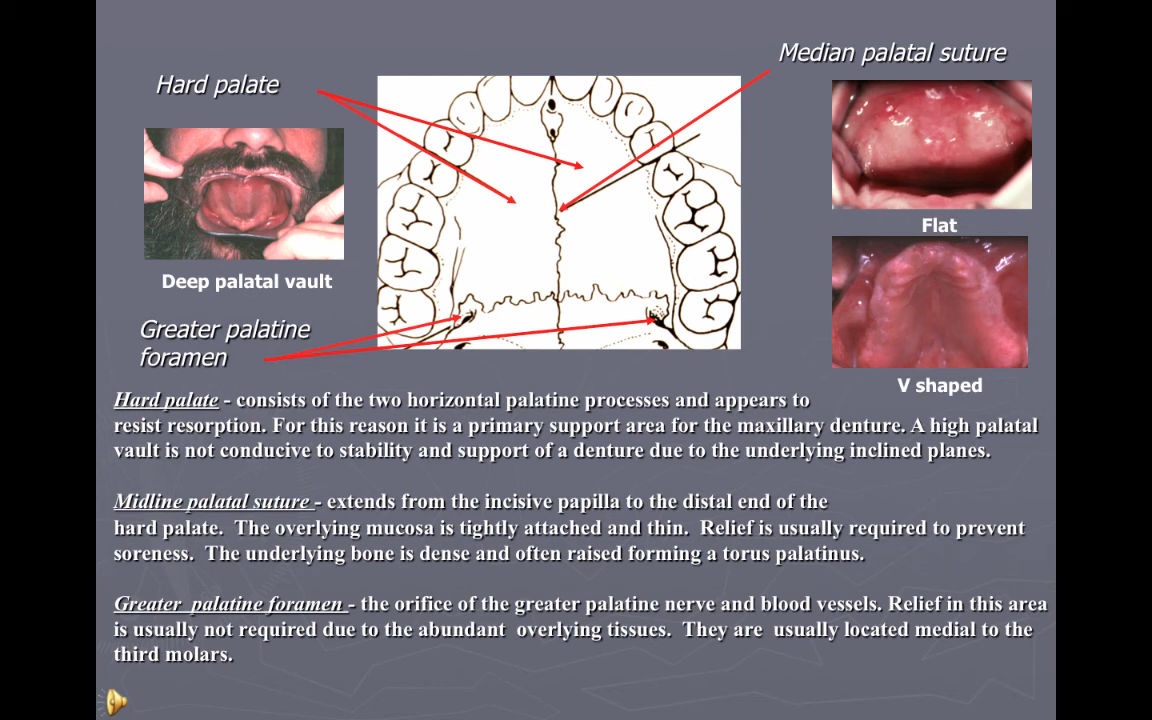 Median palatal suture
Hard palate
Flat
Deep palatal vault
Greater palatine
foramen
V shaped
Hard palate - consists of the two horizontal palatine processes and appears to
resist resorption. For this reason it is a primary support area for the maxillary denture. A high palatal
vault is not conducive to stability and support of a denture due to the underlying inclined planes.
Midline palatal suture - extends from the incisive papilla to the distal end of the
hard palate. The overlying mucosa is tightly attached and thin. Relief is usually required to prevent
soreness. The underlying bone is dense and often raised forming a torus palatinus.
Greater palatine foramen - the orifice of the greater palatine nerve and blood vessels. Relief in this area
is usually not required due to the abundant overlying tissues. They are usually located medial to the
third molars.